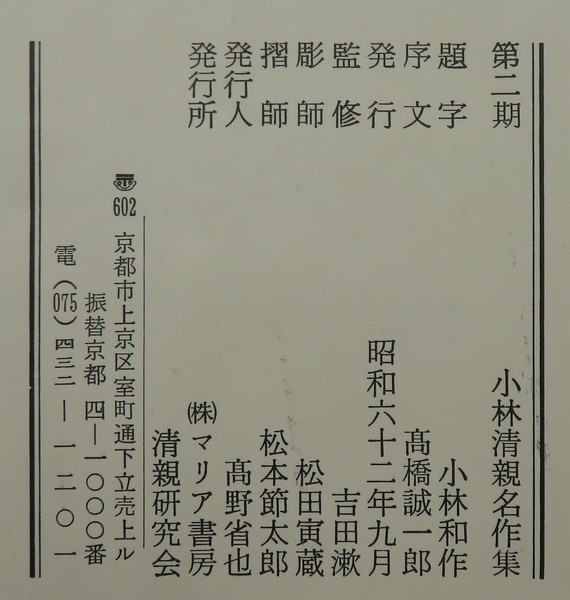 第二期 小林清親名作集
題字 小林和作
序文 髙橋誠一郎
発行 昭和六十二年九月
監修 吉田漱
彫師 松田寅蔵
摺師 松本節太郎
発行人 髙野省也
発行所 ㈱マリア書房
清親研究会
〠602 京都市上京区室町通下立売上ル
振替京都 四―一〇〇〇番
電(075)四三二―一二〇一